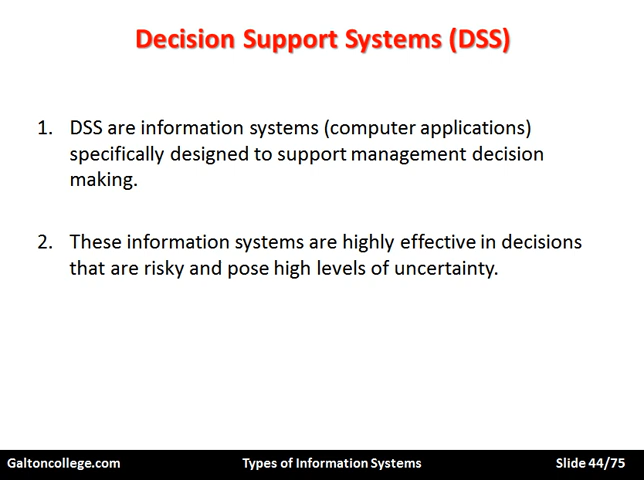 Decision Support Systems (DSS)
1. DSS are information systems (computer applications)
specifically designed to support management decision
making.
2. These information systems are highly effective in decisions
that are risky and pose high levels of uncertainty.
Galtoncollege.com Types of Information Systems Slide 44/75